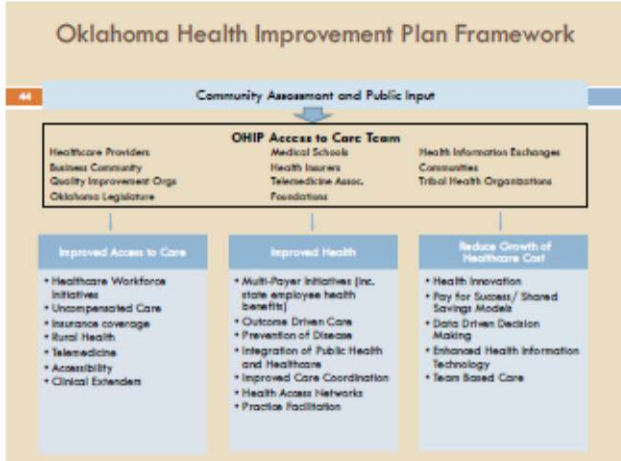 Oklahoma Health Improvement Plan Framework
44
Community Assessment and Public Input
OHIP Access to Care Team
Healthcare Providers
Business Community
Quality Improvement Orgs
Oklahoma Legislature
Medical Schools
Health Insurers
Telemedicine Assoc.
Foundations
Health Information Exchanges
Communities
Tribal Health Organizations
Improved Access to Care
• Healthcare Workforce
Initiatives
• Uncompensated Care
• Insurance coverage
• Rural Health
• Telemedicine
• Accessibility
• Clinical Extenders
Improved Health
• Multi-Payer Initiatives (inc.
state employee health
benefits)
• Outcome Driven Care
• Prevention of Disease
• Integration of Public Health
and Healthcare
• Improved Care Coordination
• Health Access Networks
• Practice Facilitation
Reduce Growth of
Healthcare Cost
• Health Innovation
• Pay for Success/ Shared
Savings Models
• Data Driven Decision
Making
• Enhanced Health Information
Technology
• Team Based Care